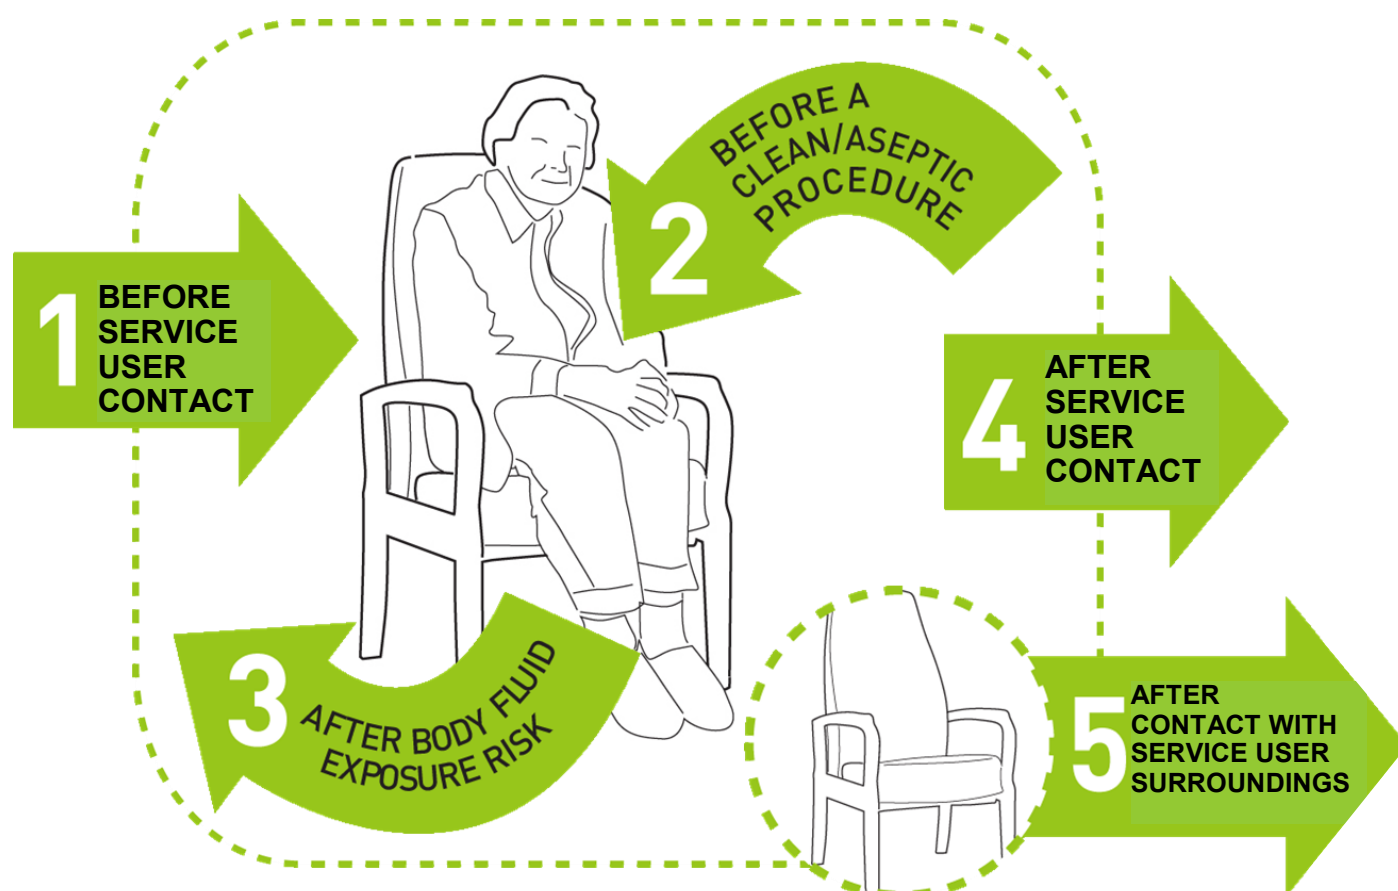 1
BEFORE
SERVICE
USER
CONTACT
2
BEFORE A
CLEAN/ASEPTIC
PROCEDURE
3
AFTER BODY FLUID
EXPOSURE RISK
4
AFTER
SERVICE
USER
CONTACT
5
AFTER
CONTACT WITH
SERVICE USER
SURROUNDINGS